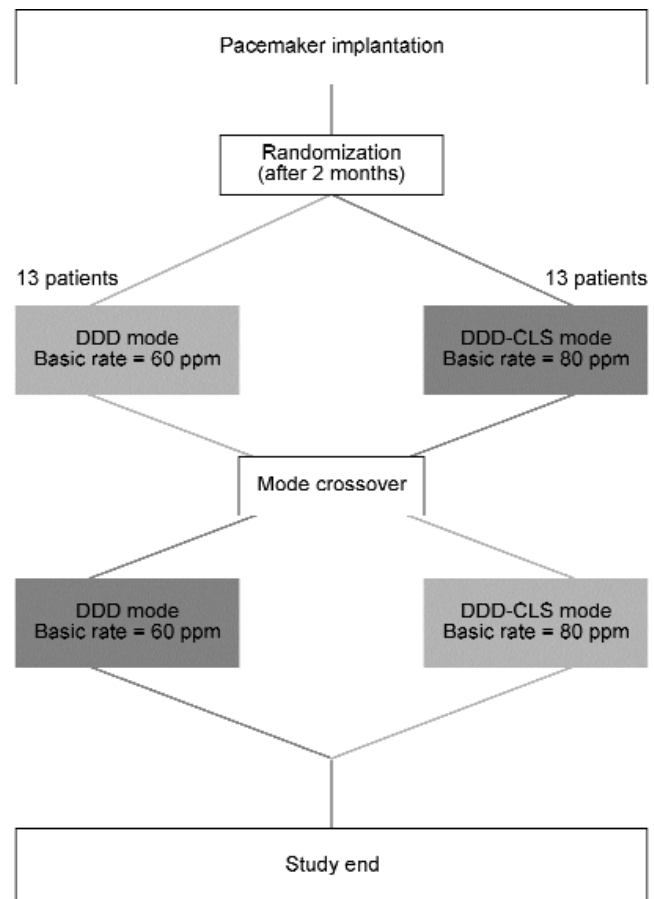 Pacemaker implantation
Randomization
(after 2 months)
13 patients
13 patients
DDD mode
Basic rate = 60 ppm
DDD-CLS mode
Basic rate = 80 ppm
Mode crossover
DDD mode
Basic rate = 60 ppm
DDD-CLS mode
Basic rate = 80 ppm
Study end